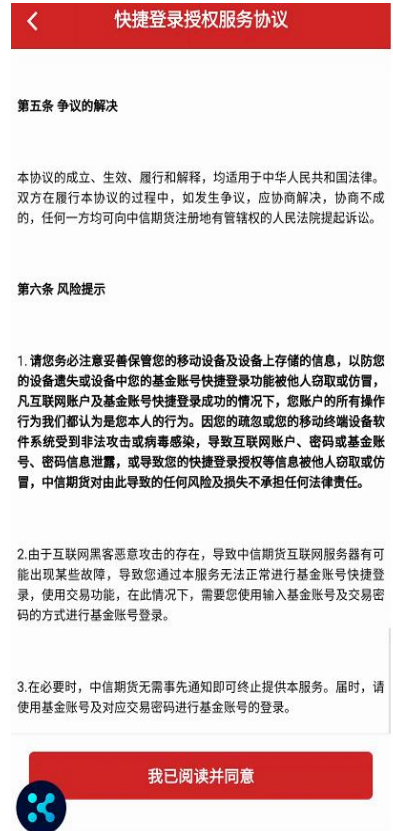 快捷登录授权服务协议
第五条 争议的解决
本协议的成立、生效、履行和解释，均适用于中华人民共和国法律。
双方在履行本协议的过程中，如发生争议，应协商解决，协商不成
的，任何一方均可向中信期货注册地有管辖权的人民法院提起诉讼。
第六条 风险提示
1. 请您务必注意妥善保管您的移动设备及设备上存储的信息，以防您
的设备遗失或设备中您的基金账号快捷登录功能被他人窃取或仿冒，
凡互联网账户及基金账号快捷登录成功的情况下，您账户的所有操作
行为我们都认为是您本人的行为。因您的疏忽或您的移动终端设备软
件系统受到非法攻击或病毒感染，导致互联网账户、密码或基金账
号、密码信息泄露，或导致您的快捷登录授权等信息被他人窃取或仿
冒，中信期货对由此导致的任何风险及损失不承担任何法律责任。
2.由于互联网黑客恶意攻击的存在，导致中信期货互联网服务器有可
能出现某些故障，导致您通过本服务无法正常进行基金账号快捷登
录，使用交易功能，在此情况下，需要您使用输入基金账号及交易密
码的方式进行基金账号登录。
3.在必要时，中信期货无需事先通知即可终止提供本服务。届时，请
使用基金账号及对应交易密码进行基金账号的登录。
我已阅读并同意